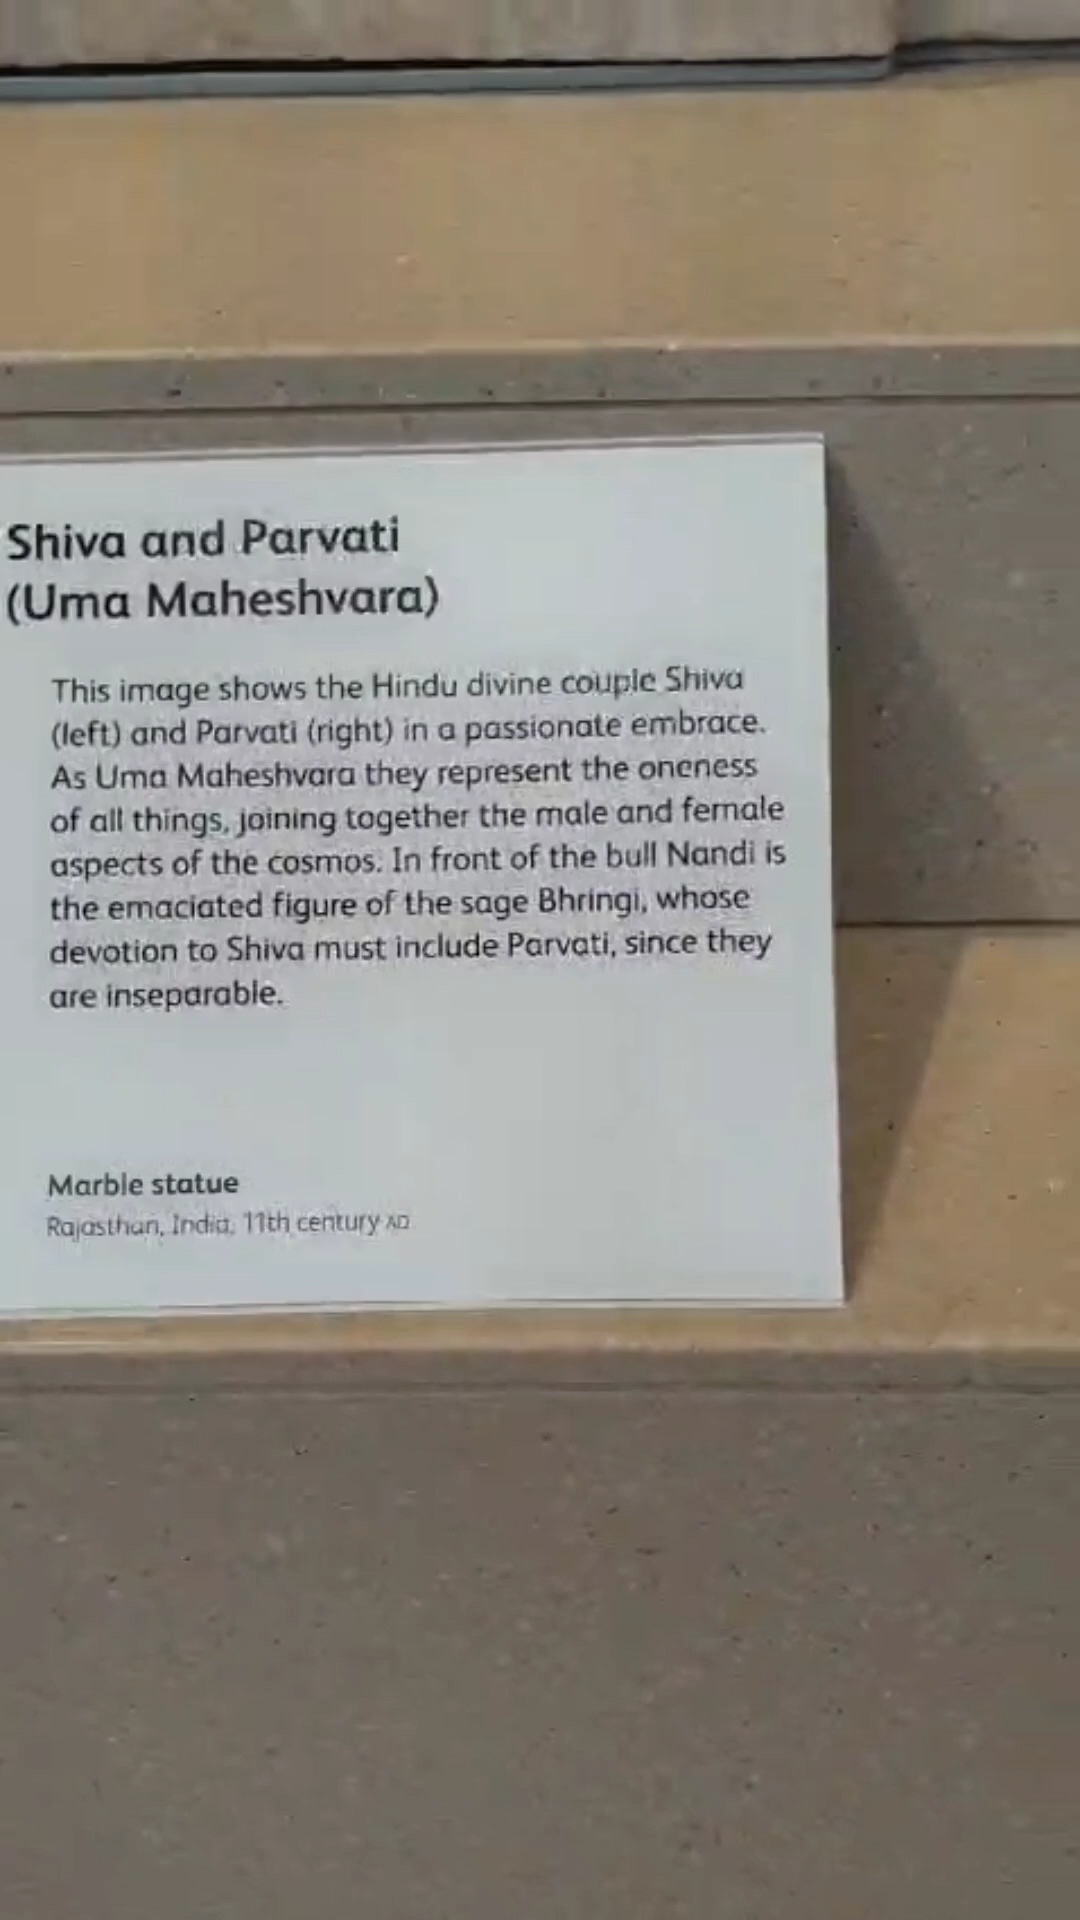 Shiva and Parvati
(Uma Maheshvara)
This image shows the Hindu divine couple Shiva
(left) and Parvati (right) in a passionate embrace.
As Uma Maheshvara they represent the oneness
of all things, joining together the male and female
aspects of the cosmos. In front of the bull Nandi is
the emaciated figure of the sage Bhringi, whose
devotion to Shiva must include Parvati, since they
are inseparable.
Marble statue
Rajasthan, India, 11th century AD